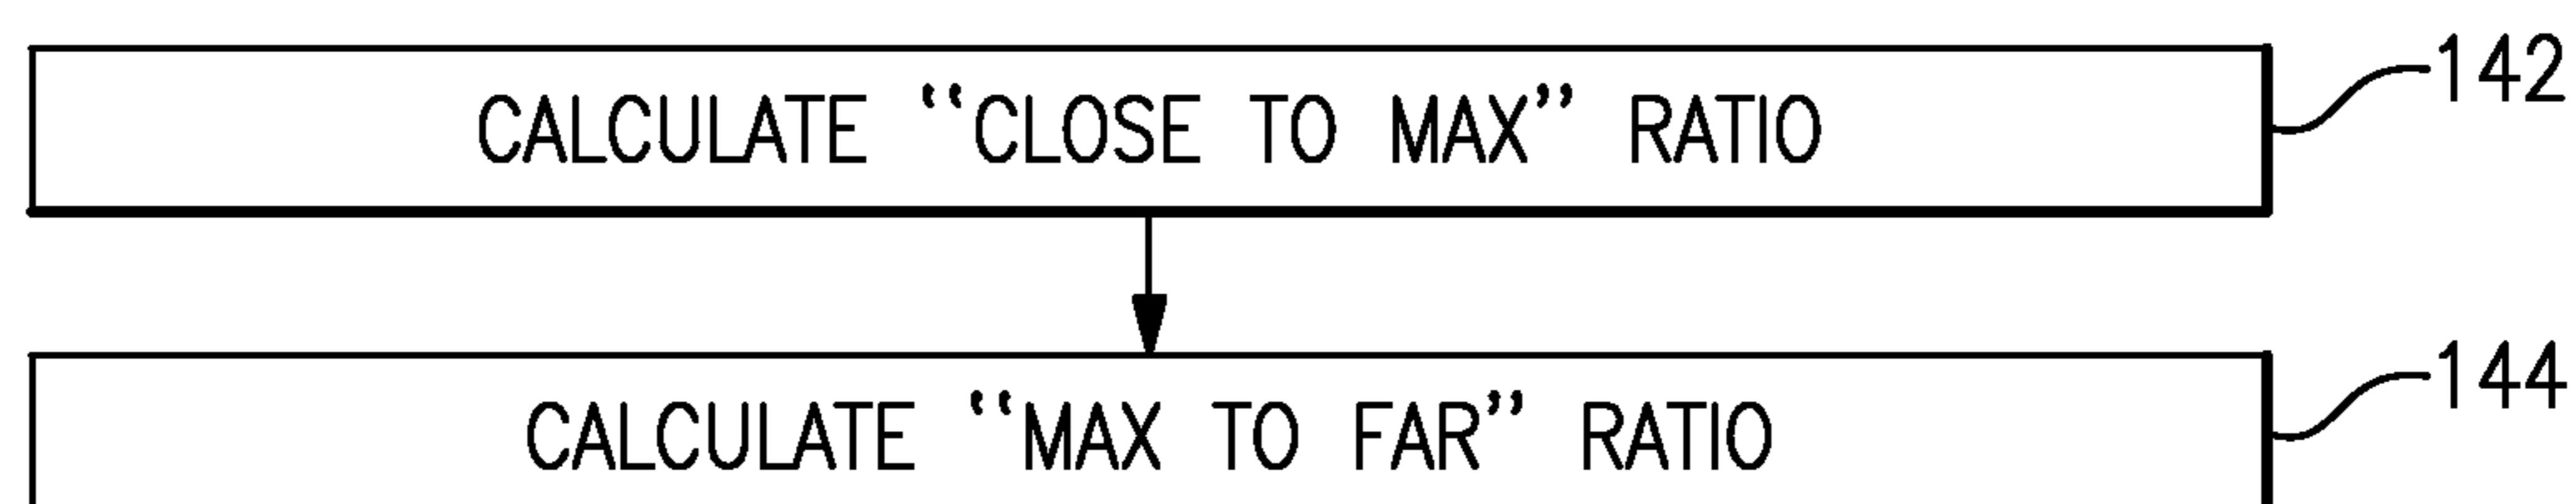 CALCULATE ‘‘CLOSE TO MAX’’ RATIO
142
CALCULATE ‘‘MAX TO FAR’’ RATIO
144